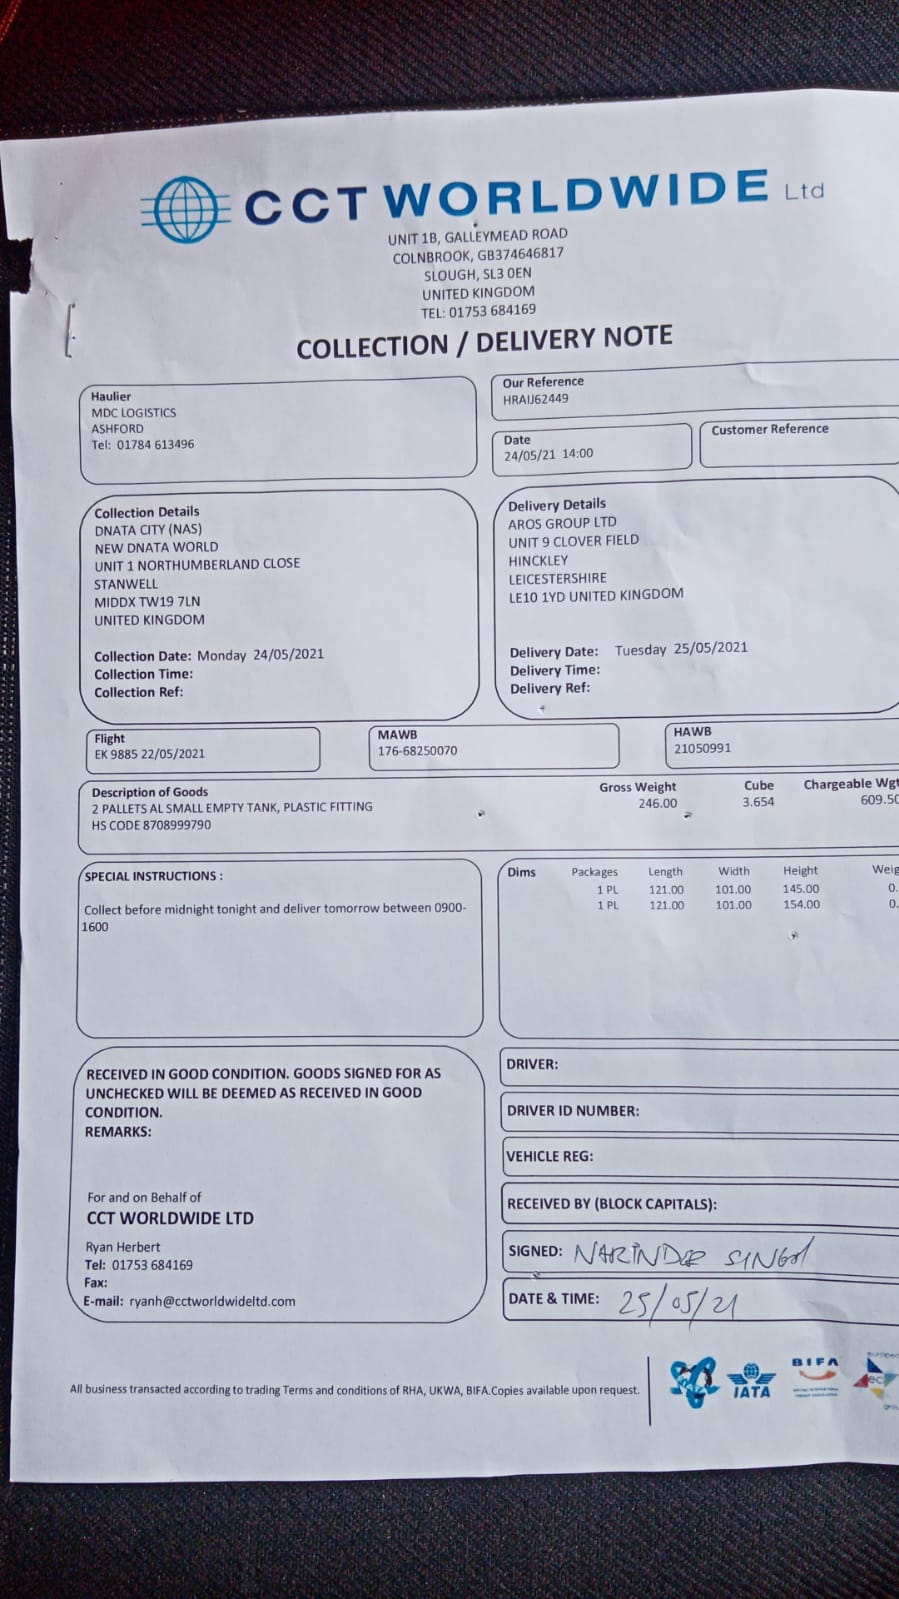 CCT WORLDWIDE Ltd
UNIT 1B, GALLEYMEAD ROAD
COLNBROOK, GB374646817
SLOUGH, SL3 0EN
UNITED KINGDOM
TEL: 01753 684169
COLLECTION / DELIVERY NOTE
Haulier
MDC LOGISTICS
ASHFORD
Tel: 01784 613496
Our Reference
HRAIJ62449
Date
24/05/21 14:00
Customer Reference
Collection Details
DNATA CITY (NAS)
NEW DNATA WORLD
UNIT 1 NORTHUMBERLAND CLOSE
STANWELL
MIDDX TW19 7LN
UNITED KINGDOM
Collection Date: Monday 24/05/2021
Collection Time:
Collection Ref:
Delivery Details
AROS GROUP LTD
UNIT 9 CLOVER FIELD
HINCKLEY
LEICESTERSHIRE
LE10 1YD UNITED KINGDOM
Delivery Date: Tuesday 25/05/2021
Delivery Time:
Delivery Ref:
Flight
EK 9885 22/05/2021
MAWB
176-68250070
HAWB
21050991
Description of Goods Gross Weight Cube Chargeable Wgt
2 PALLETS AL SMALL EMPTY TANK, PLASTIC FITTING 246.00 3.654 609.50
HS CODE 8708999790
SPECIAL INSTRUCTIONS :
Collect before midnight tonight and deliver tomorrow between 0900-
1600
Dims Packages Length Width Height Weig
1 PL 121.00 101.00 145.00 0.
1 PL 121.00 101.00 154.00 0.
RECEIVED IN GOOD CONDITION. GOODS SIGNED FOR AS
UNCHECKED WILL BE DEEMED AS RECEIVED IN GOOD
CONDITION.
REMARKS:
For and on Behalf of
CCT WORLDWIDE LTD
Ryan Herbert
Tel: 01753 684169
Fax:
E-mail: ryanh@cctworldwideltd.com
DRIVER:
DRIVER ID NUMBER:
VEHICLE REG:
RECEIVED BY (BLOCK CAPITALS):
SIGNED: NARINDER SINGH
DATE & TIME: 25/05/21
All business transacted according to trading Terms and conditions of RHA, UKWA, BIFA.Copies available upon request.
IATA
BIFA